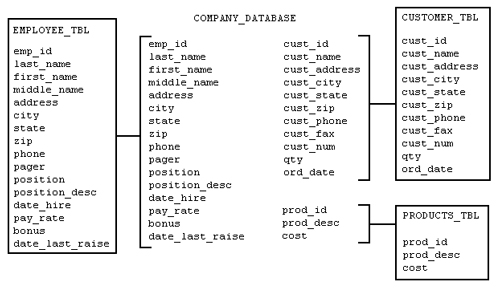 EMPLOYEE_TBL
emp_id
last_name
first_name
middle_name
address
city
state
zip
phone
pager
position
position_desc
date_hire
pay_rate
bonus
date_last_raise
COMPANY_DATABASE
emp_id
last_name
first_name
middle_name
address
city
state
zip
phone
pager
position
position_desc
date_hire
pay_rate
bonus
date_last_raise
cust_id
cust_name
cust_address
cust_city
cust_state
cust_zip
cust_phone
cust_fax
cust_num
qty
ord_date
prod_id
prod_desc
cost
CUSTOMER_TBL
cust_id
cust_name
cust_address
cust_city
cust_state
cust_zip
cust_phone
cust_fax
cust_num
qty
ord_date
PRODUCTS_TBL
prod_id
prod_desc
cost